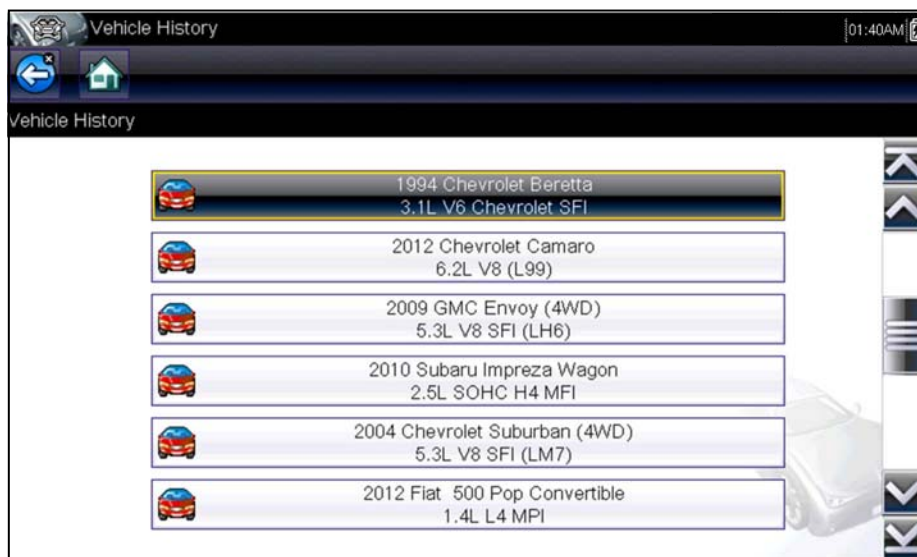 Vehicle History
01:40AM
Vehicle History
1994 Chevrolet Beretta
3.1L V6 Chevrolet SFI
2012 Chevrolet Camaro
6.2L V8 (L99)
2009 GMC Envoy (4WD)
5.3L V8 SFI (LH6)
2010 Subaru Impreza Wagon
2.5L SOHC H4 MFI
2004 Chevrolet Suburban (4WD)
5.3L V8 SFI (LM7)
2012 Fiat  500 Pop Convertible
1.4L L4 MPI